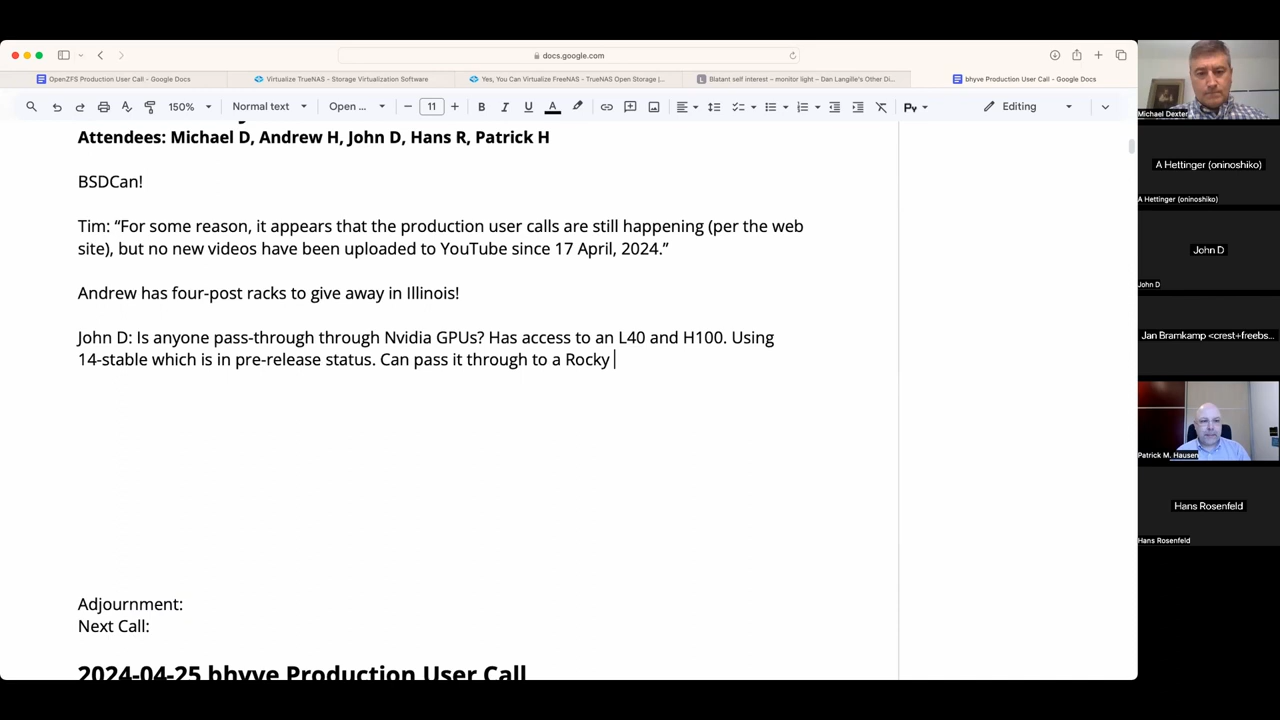 docs.google.com
OpenZFS Production User Call - Google Docs
Virtualize TrueNAS - Storage Virtualization Software
Yes, You Can Virtualize FreeNAS - TrueNAS Open Storage |...
L Blatant self interest – monitor light – Dan Langille's Other Di...
bhyve Production User Call - Google Docs
150% Normal text Open ... − 11 + B I U A Editing
Attendees: Michael D, Andrew H, John D, Hans R, Patrick H
BSDCan!
Tim: “For some reason, it appears that the production user calls are still happening (per the web
site), but no new videos have been uploaded to YouTube since 17 April, 2024.”
Andrew has four-post racks to give away in Illinois!
John D: Is anyone pass-through through Nvidia GPUs? Has access to an L40 and H100. Using
14-stable which is in pre-release status. Can pass it through to a Rocky
Adjournment:
Next Call:
2024-04-25 bhyve Production User Call
Michael Dexter
A Hettinger (oninoshiko)
A Hettinger (oninoshiko)
John D
John D
Jan Bramkamp <crest+freebs...
Patrick M. Hausen
Hans Rosenfeld
Hans Rosenfeld